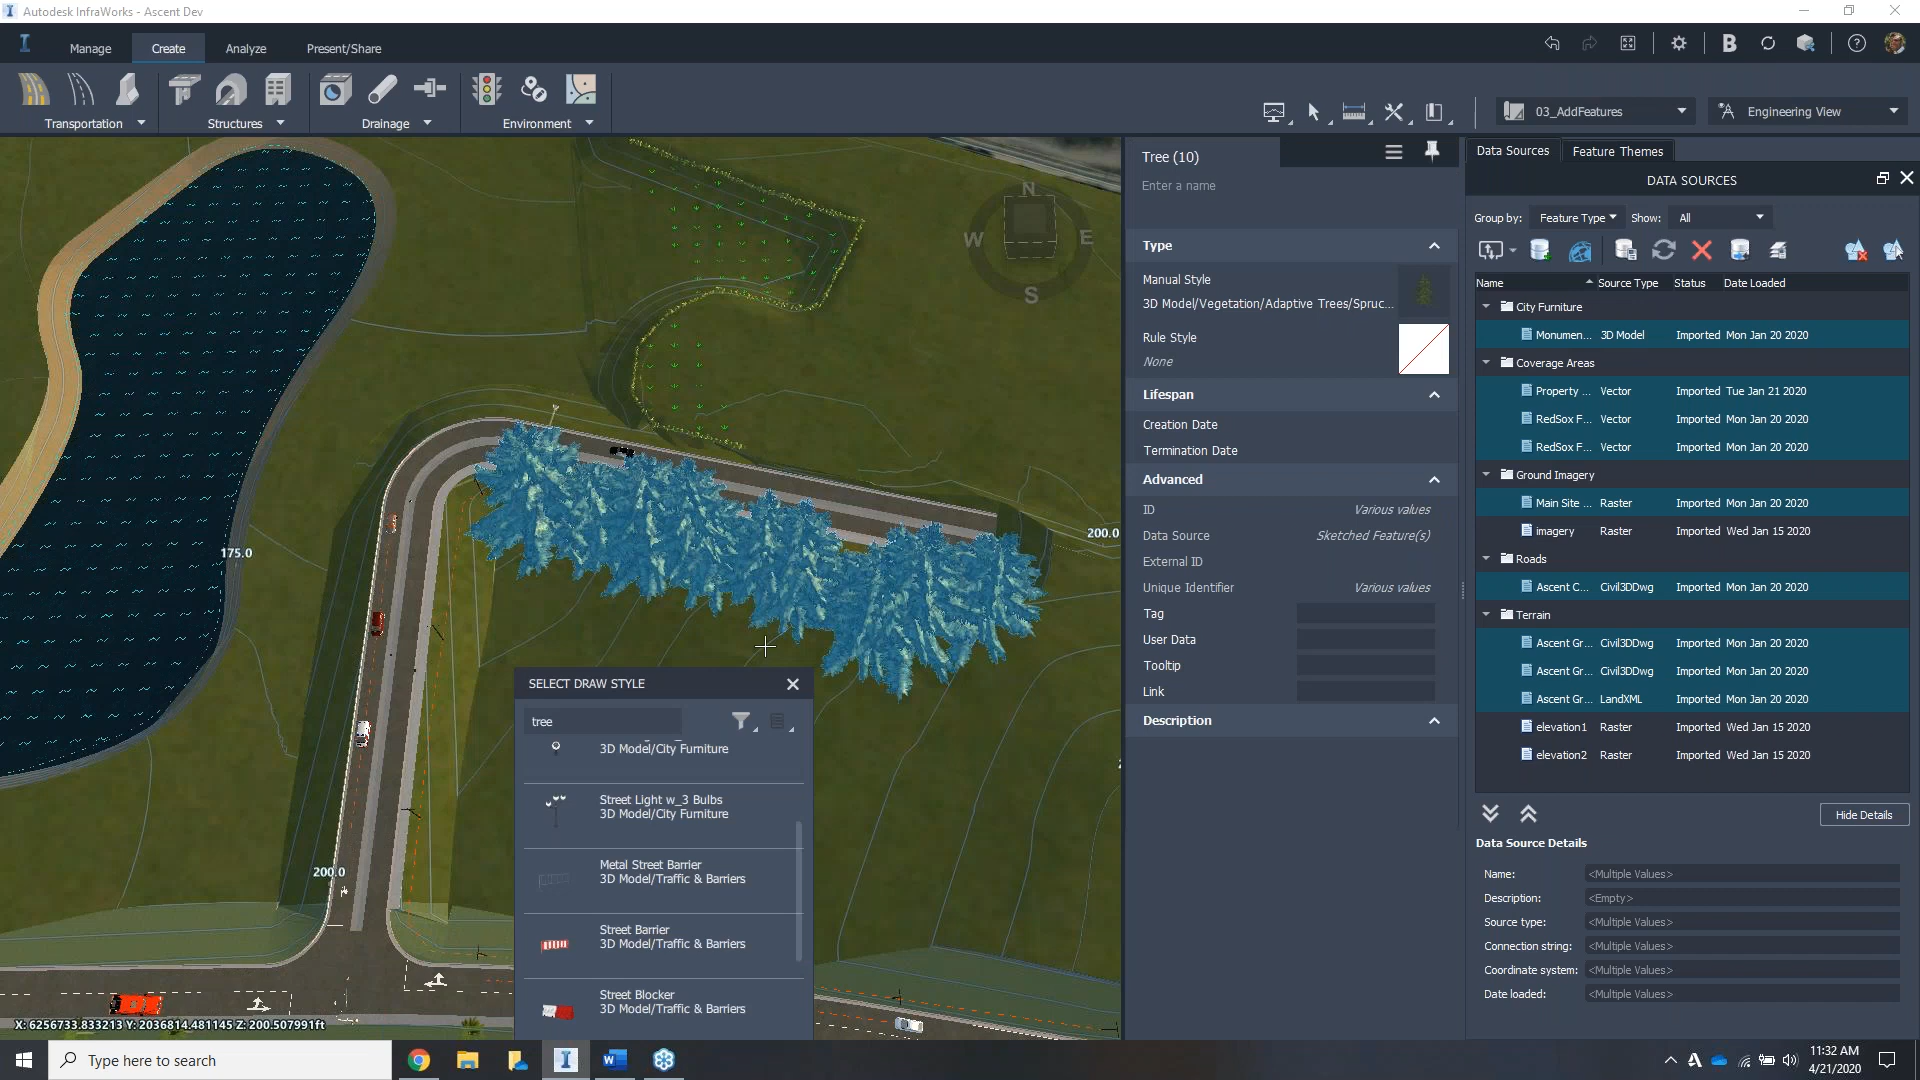 Autodesk InfraWorks - Ascent Dev
Manage
Create
Analyze
Present/Share
Transportation
Structures
Drainage
Environment
03_AddFeatures
Engineering View
N
W
E
S
175.0
200.0
200.0
X: 6256733.833213 Y: 2036814.481145 Z: 200.507991ft
SELECT DRAW STYLE
tree
3D Model/City Furniture
Street Light w_3 Bulbs
3D Model/City Furniture
Metal Street Barrier
3D Model/Traffic & Barriers
Street Barrier
3D Model/Traffic & Barriers
Street Blocker
3D Model/Traffic & Barriers
Tree (10)
Enter a name
Type
Manual Style
3D Model/Vegetation/Adaptive Trees/Spruc...
Rule Style
None
Lifespan
Creation Date
Termination Date
Advanced
ID Various values
Data Source Sketched Feature(s)
External ID
Unique Identifier Various values
Tag
User Data
Tooltip
Link
Description
Data Sources
Feature Themes
DATA SOURCES
Group by: Feature Type Show: All
Name Source Type Status Date Loaded
City Furniture
Monumen... 3D Model Imported Mon Jan 20 2020
Coverage Areas
Property ... Vector Imported Tue Jan 21 2020
RedSox F... Vector Imported Mon Jan 20 2020
RedSox F... Vector Imported Mon Jan 20 2020
Ground Imagery
Main Site ... Raster Imported Mon Jan 20 2020
imagery Raster Imported Wed Jan 15 2020
Roads
Ascent C... Civil3DDwg Imported Mon Jan 20 2020
Terrain
Ascent Gr... Civil3DDwg Imported Mon Jan 20 2020
Ascent Gr... Civil3DDwg Imported Mon Jan 20 2020
Ascent Gr... LandXML Imported Mon Jan 20 2020
elevation1 Raster Imported Wed Jan 15 2020
elevation2 Raster Imported Wed Jan 15 2020
Hide Details
Data Source Details
Name: <Multiple Values>
Description: <Empty>
Source type: <Multiple Values>
Connection string: <Multiple Values>
Coordinate system: <Multiple Values>
Date loaded: <Multiple Values>
Type here to search
11:32 AM
4/21/2020